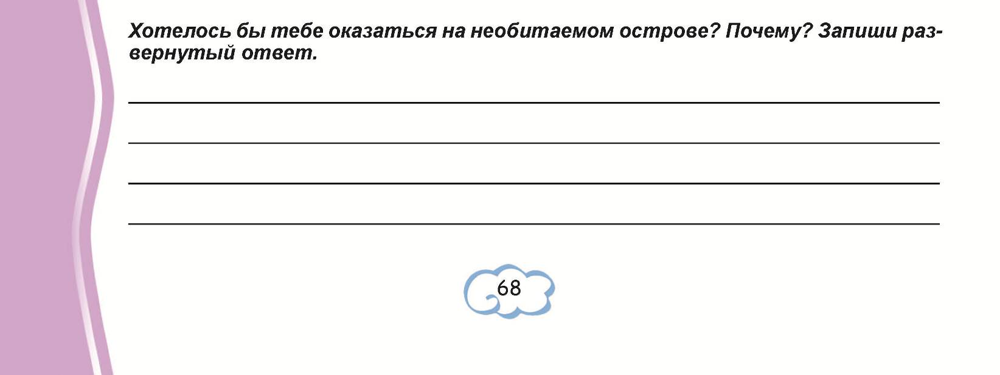 Хотелось бы тебе оказаться на необитаемом острове? Почему? Запиши раз-
вернутый ответ.
68